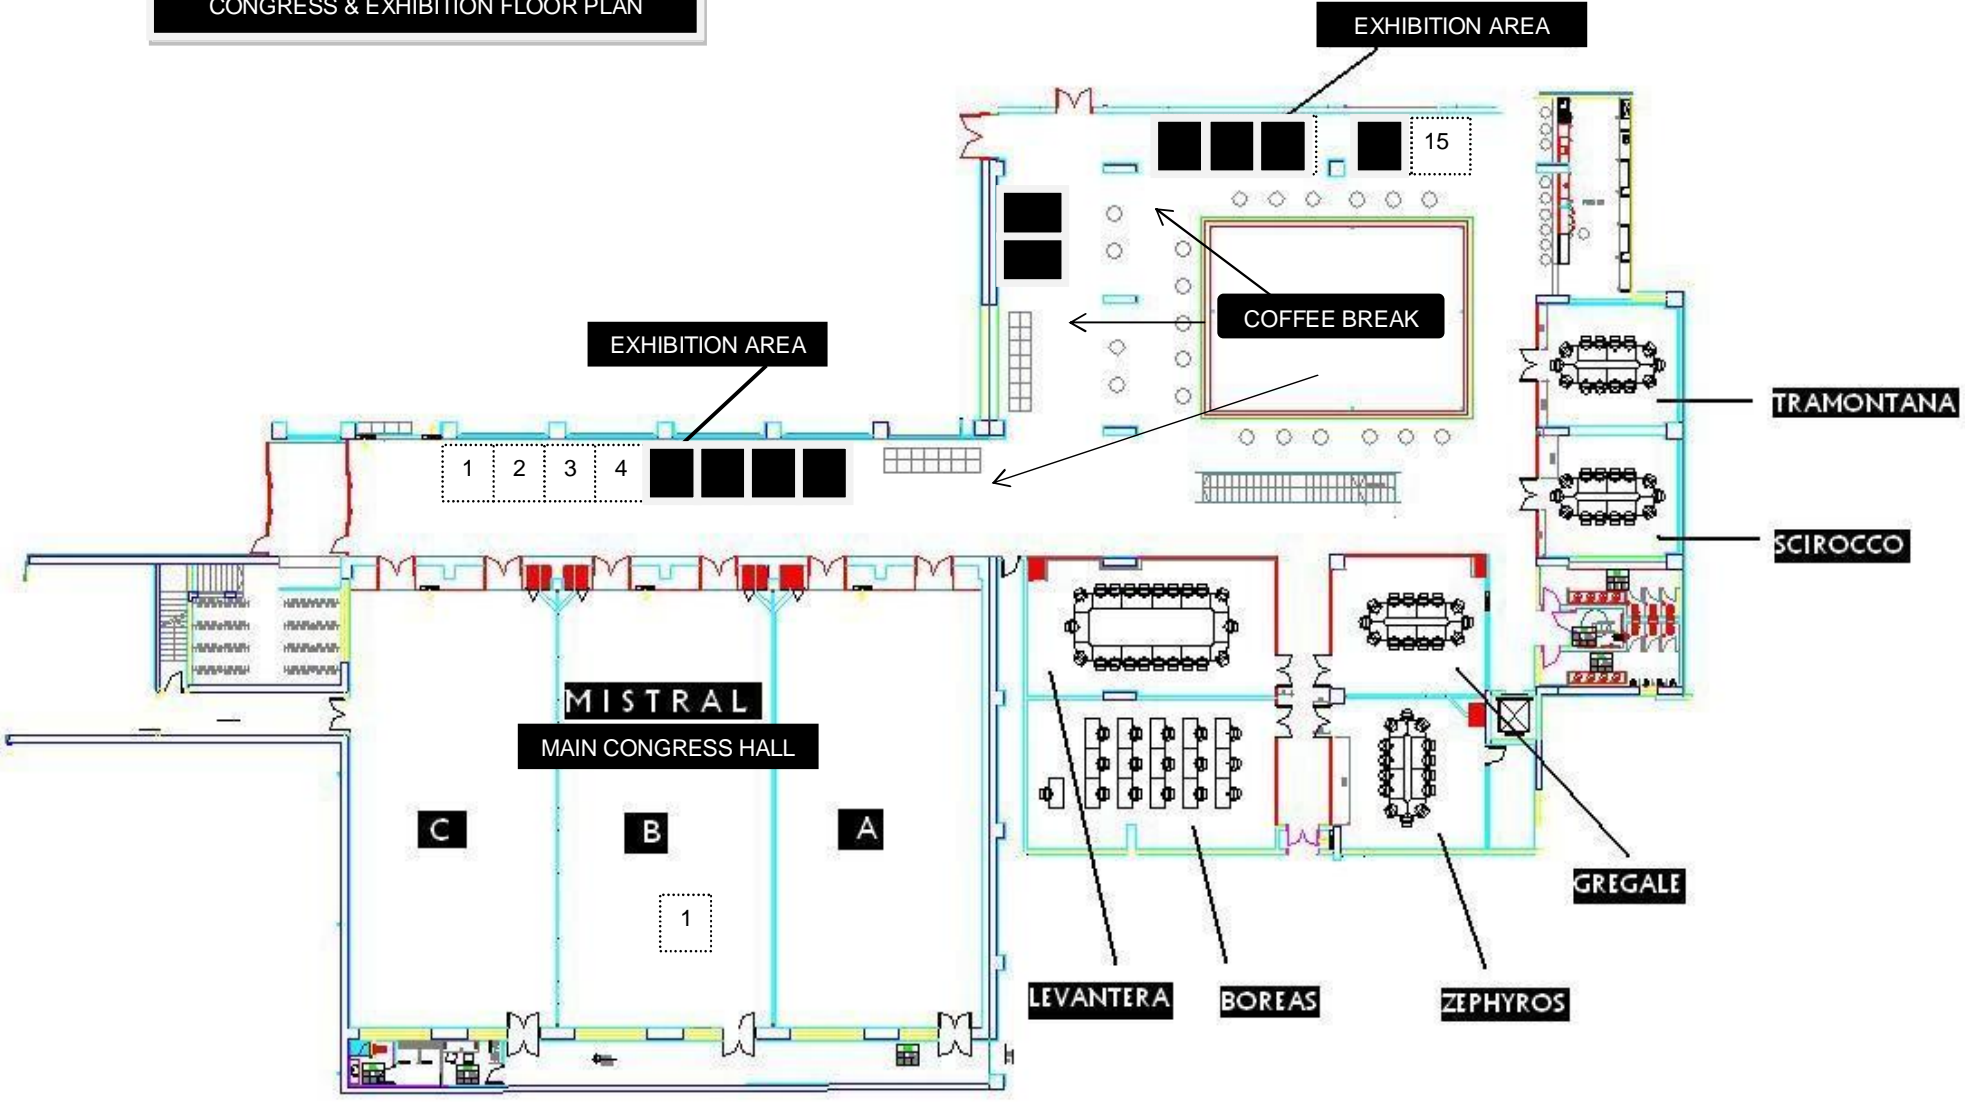 CONGRESS & EXHIBITION FLOOR PLAN
EXHIBITION AREA
15
COFFEE BREAK
EXHIBITION AREA
TRAMONTANA
1 2 3 4
SCIROCCO
MISTRAL
MAIN CONGRESS HALL
C B A
GREGALE
1
LEVANTERA BOREAS ZEPHYROS